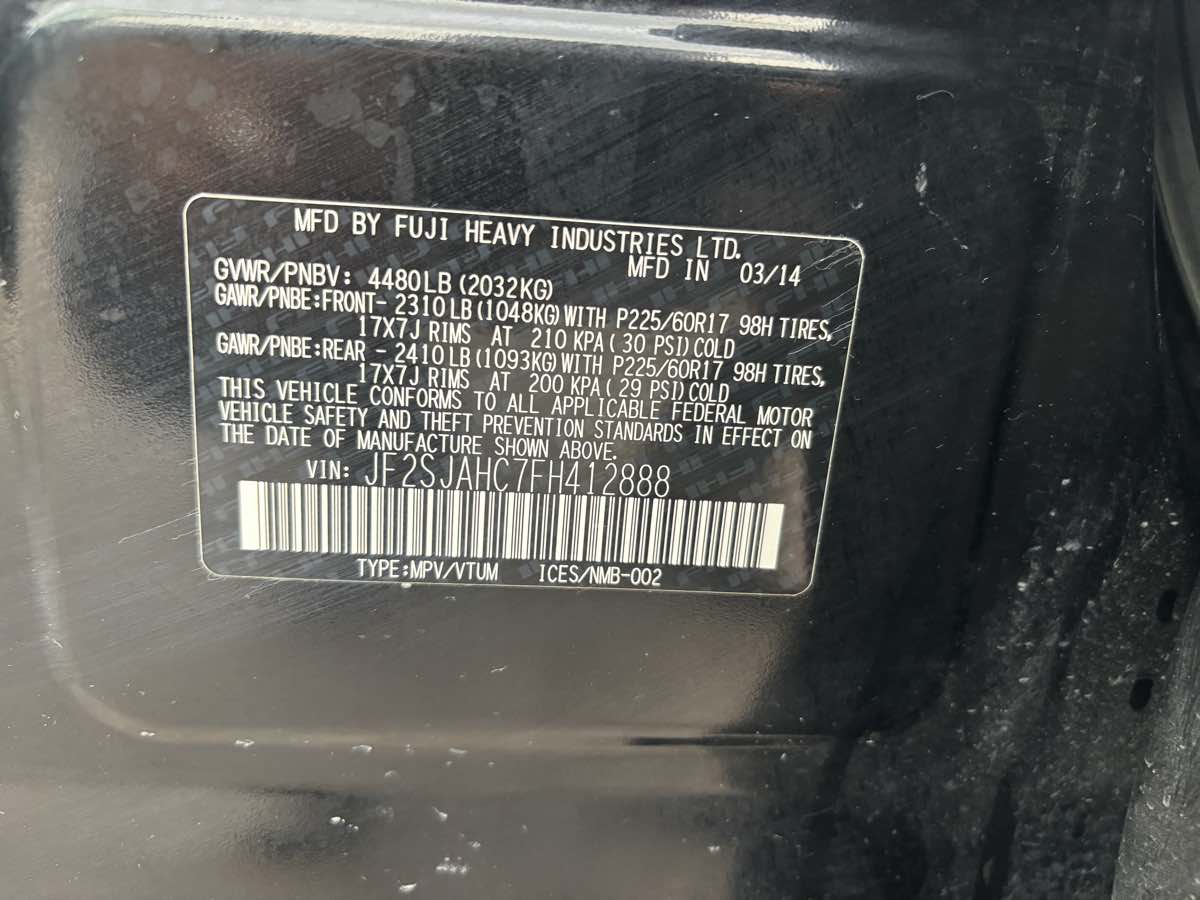 MFD BY FUJI HEAVY INDUSTRIES LTD.
MFD IN 03/14
GVWR/PNBV: 4480LB (2032KG)
GAWR/PNBE:FRONT- 2310LB (1048KG) WITH P225/60R17 98H TIRES,
17X7J RIMS AT 210 KPA ( 30 PSI) COLD
GAWR/PNBE:REAR - 2410LB (1093KG) WITH P225/60R17 98H TIRES,
17X7J RIMS AT 200 KPA ( 29 PSI) COLD
THIS VEHICLE CONFORMS TO ALL APPLICABLE FEDERAL MOTOR
VEHICLE SAFETY AND THEFT PREVENTION STANDARDS IN EFFECT ON
THE DATE OF MANUFACTURE SHOWN ABOVE.
VIN: JF2SJAHC7FH412888
TYPE:MPV/VTUM ICES/NMB-002